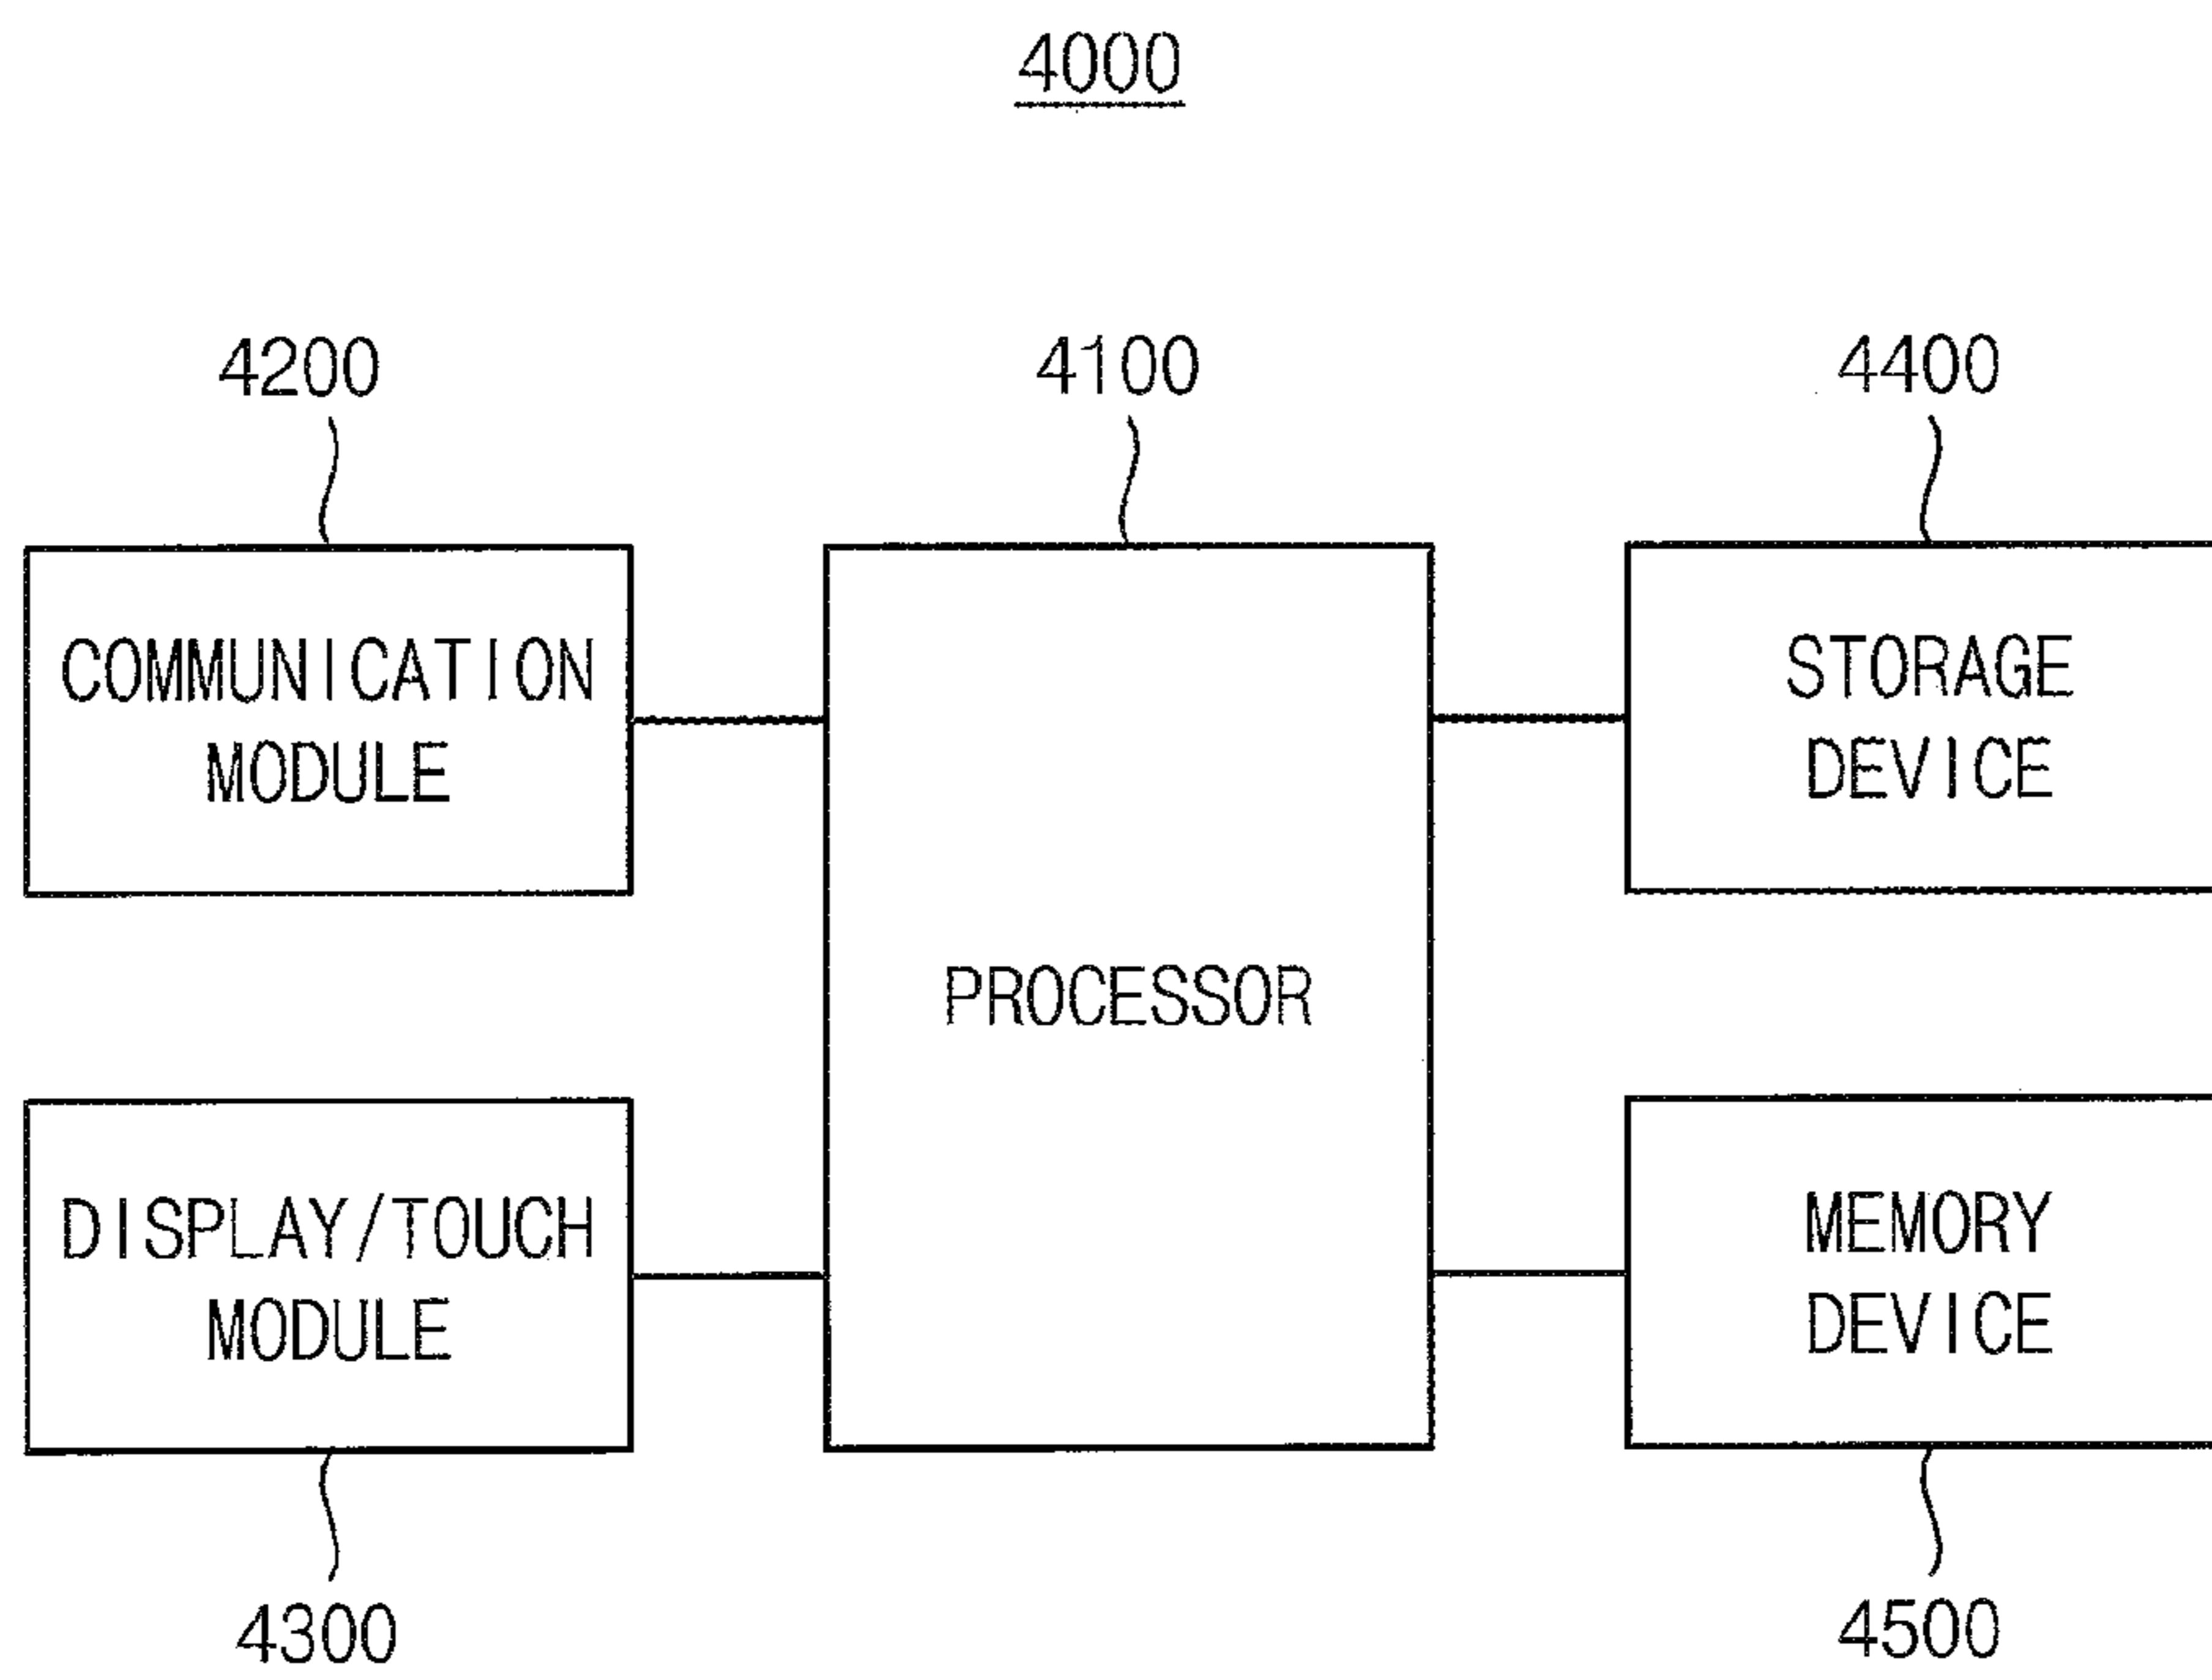 4000
4200
4100
4400
COMMUNICATION
MODULE
PROCESSOR
STORAGE
DEVICE
DISPLAY/TOUCH
MODULE
MEMORY
DEVICE
4300
4500